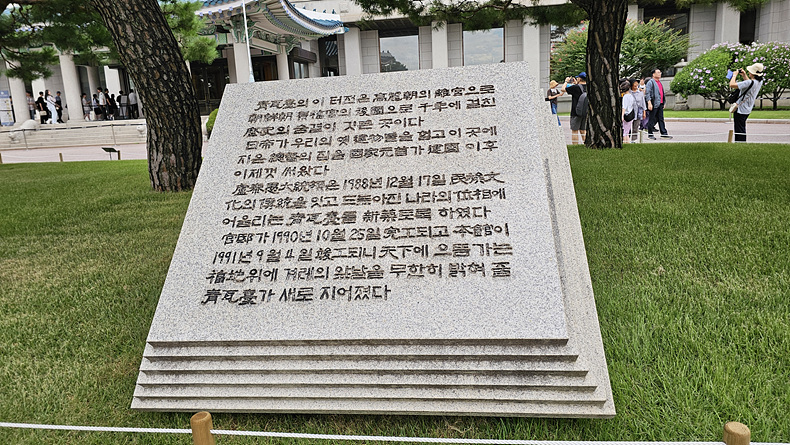 靑瓦臺의 이 터전은 高麗朝의 離宮으로
朝鮮朝 景福宮의 後園으로 千年에 걸친
歷史의 숨결이 깃든 곳이다
日帝가 우리의 옛 建物을 헐고 이 곳에
지은 總督의 집을 國家元首가 建國 이후
이제껏 써왔다
盧泰愚大統領은 1988년 12월 17일 民族文
化의 傳統을 잇고 드높아진 나라의 位相에
어울리는 靑瓦臺를 新築토록 하였다
官邸가 1990년 10월 25일 完工되고 本館이
1991년 9월 4일 竣工되니 天下에 으뜸가는
福地위에 겨레의 앞날을 무한히 밝혀 줄
靑瓦臺가 새로 지어졌다